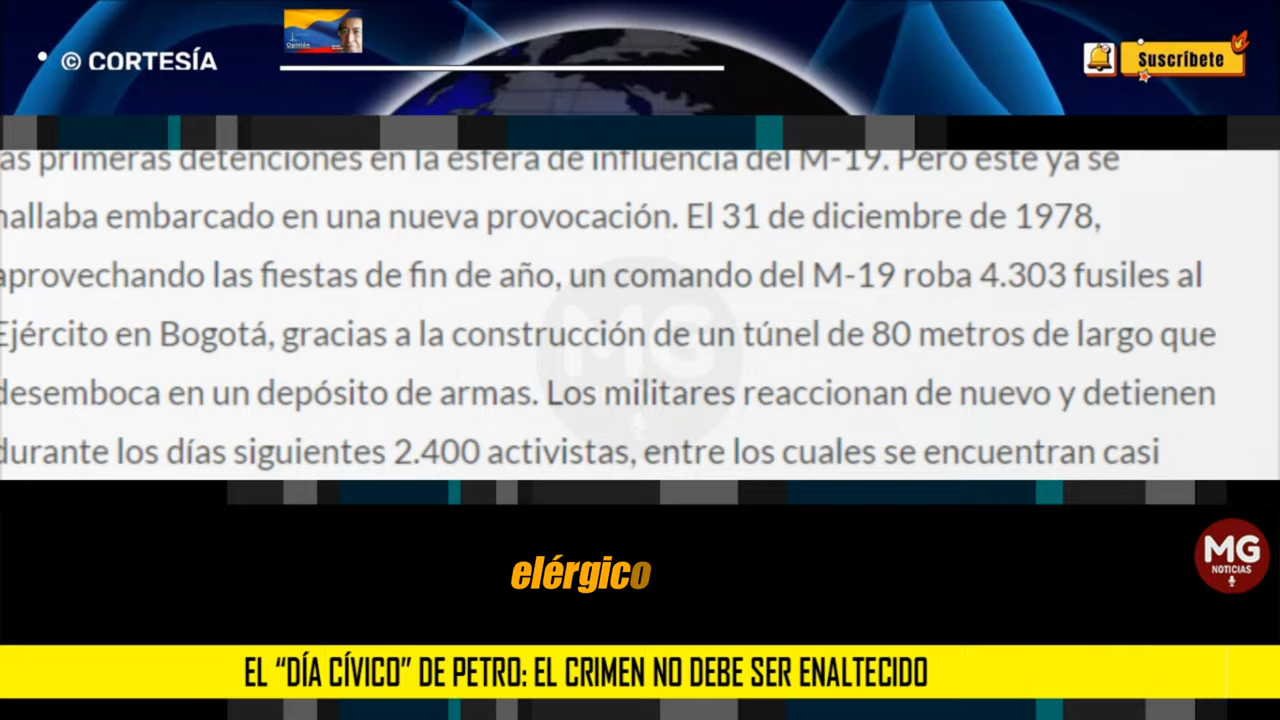 © CORTESÍA
Opinión
Suscríbete
as primeras detenciones en la esfera de influencia del M-19. Pero este ya se
hallaba embarcado en una nueva provocación. El 31 de diciembre de 1978,
aprovechando las fiestas de fin de año, un comando del M-19 roba 4.303 fusiles al
Ejército en Bogotá, gracias a la construcción de un túnel de 80 metros de largo que
desemboca en un depósito de armas. Los militares reaccionan de nuevo y detienen
durante los días siguientes 2.400 activistas, entre los cuales se encuentran casi
MG
elérgico
MG
NOTICIAS
EL “DÍA CÍVICO” DE PETRO: EL CRIMEN NO DEBE SER ENALTECIDO